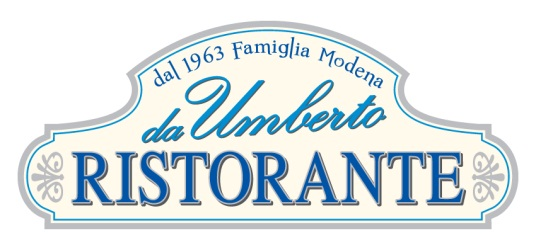 dal 1963 Famiglia Modena
da Umberto
RISTORANTE